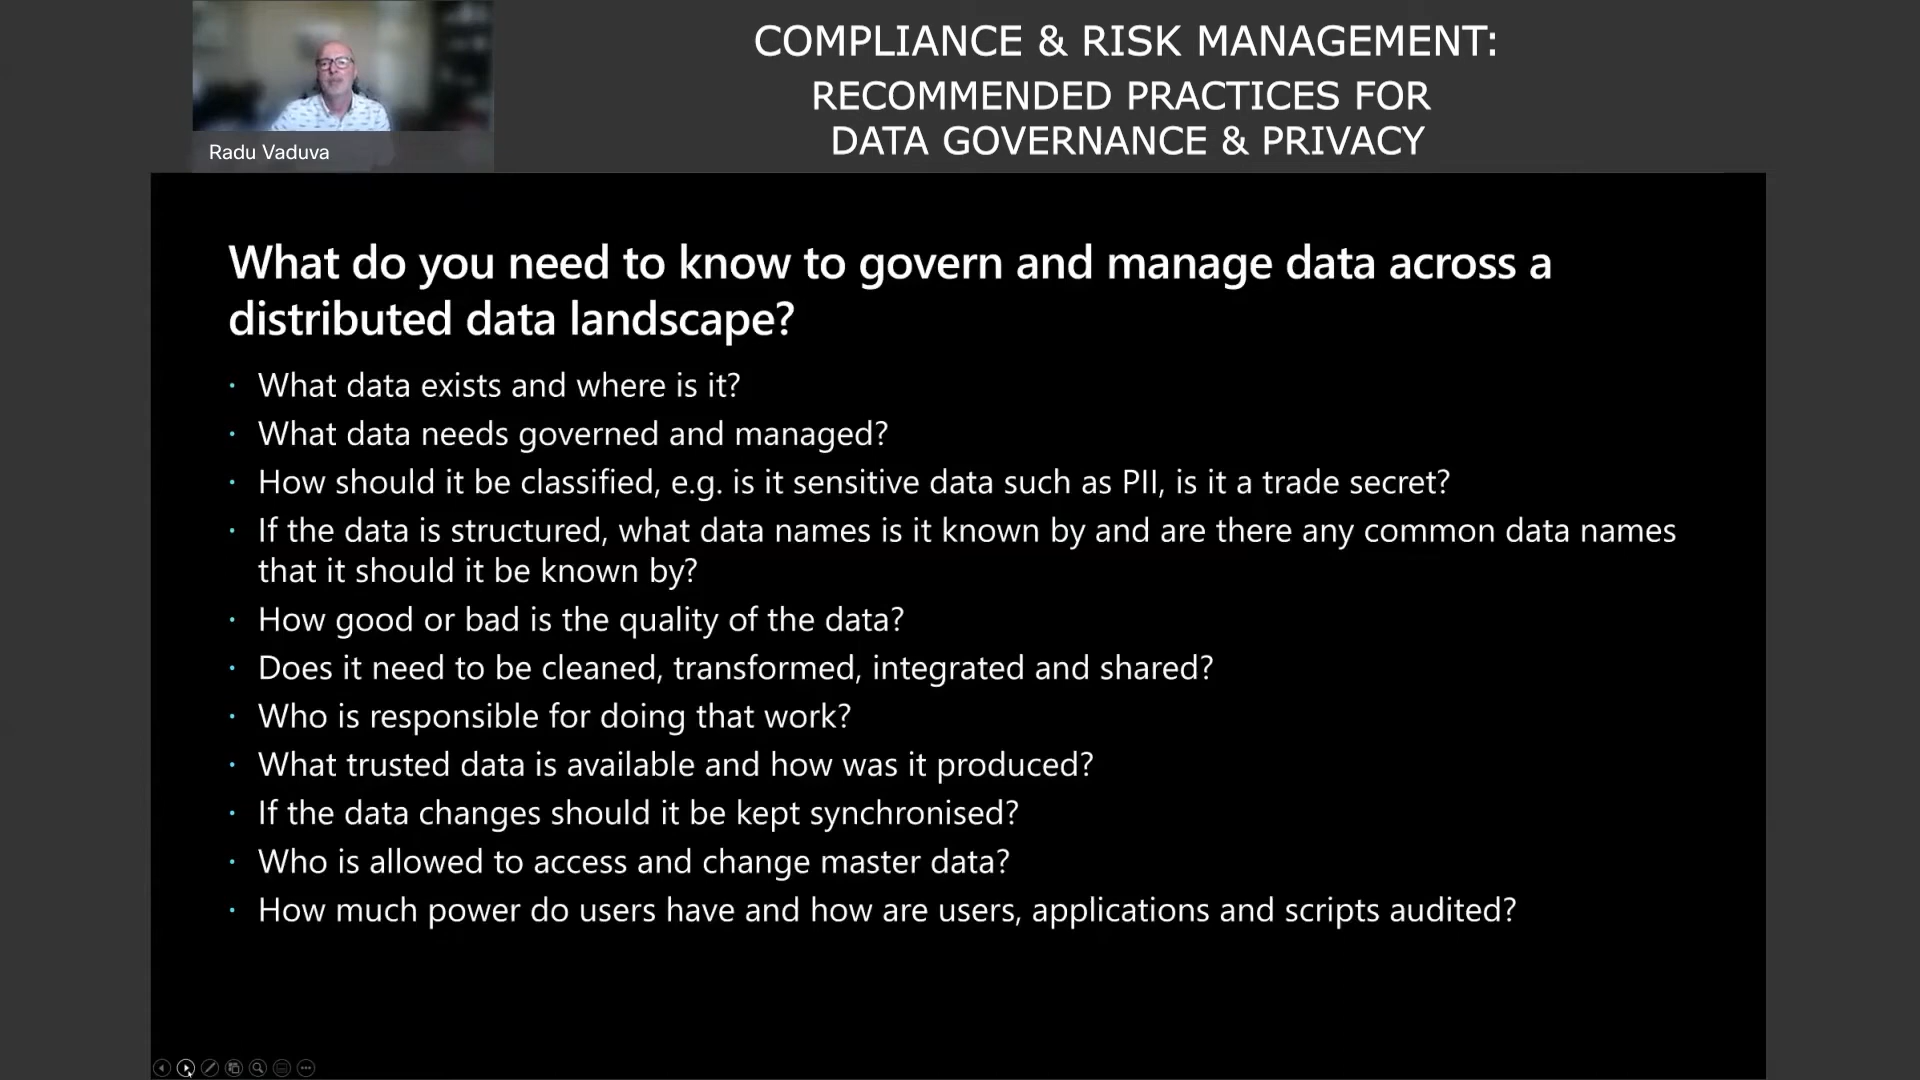 COMPLIANCE & RISK MANAGEMENT:
RECOMMENDED PRACTICES FOR
DATA GOVERNANCE & PRIVACY
Radu Vaduva
What do you need to know to govern and manage data across a
distributed data landscape?
· What data exists and where is it?
· What data needs governed and managed?
· How should it be classified, e.g. is it sensitive data such as PII, is it a trade secret?
· If the data is structured, what data names is it known by and are there any common data names
that it should it be known by?
· How good or bad is the quality of the data?
· Does it need to be cleaned, transformed, integrated and shared?
· Who is responsible for doing that work?
· What trusted data is available and how was it produced?
· If the data changes should it be kept synchronised?
· Who is allowed to access and change master data?
· How much power do users have and how are users, applications and scripts audited?